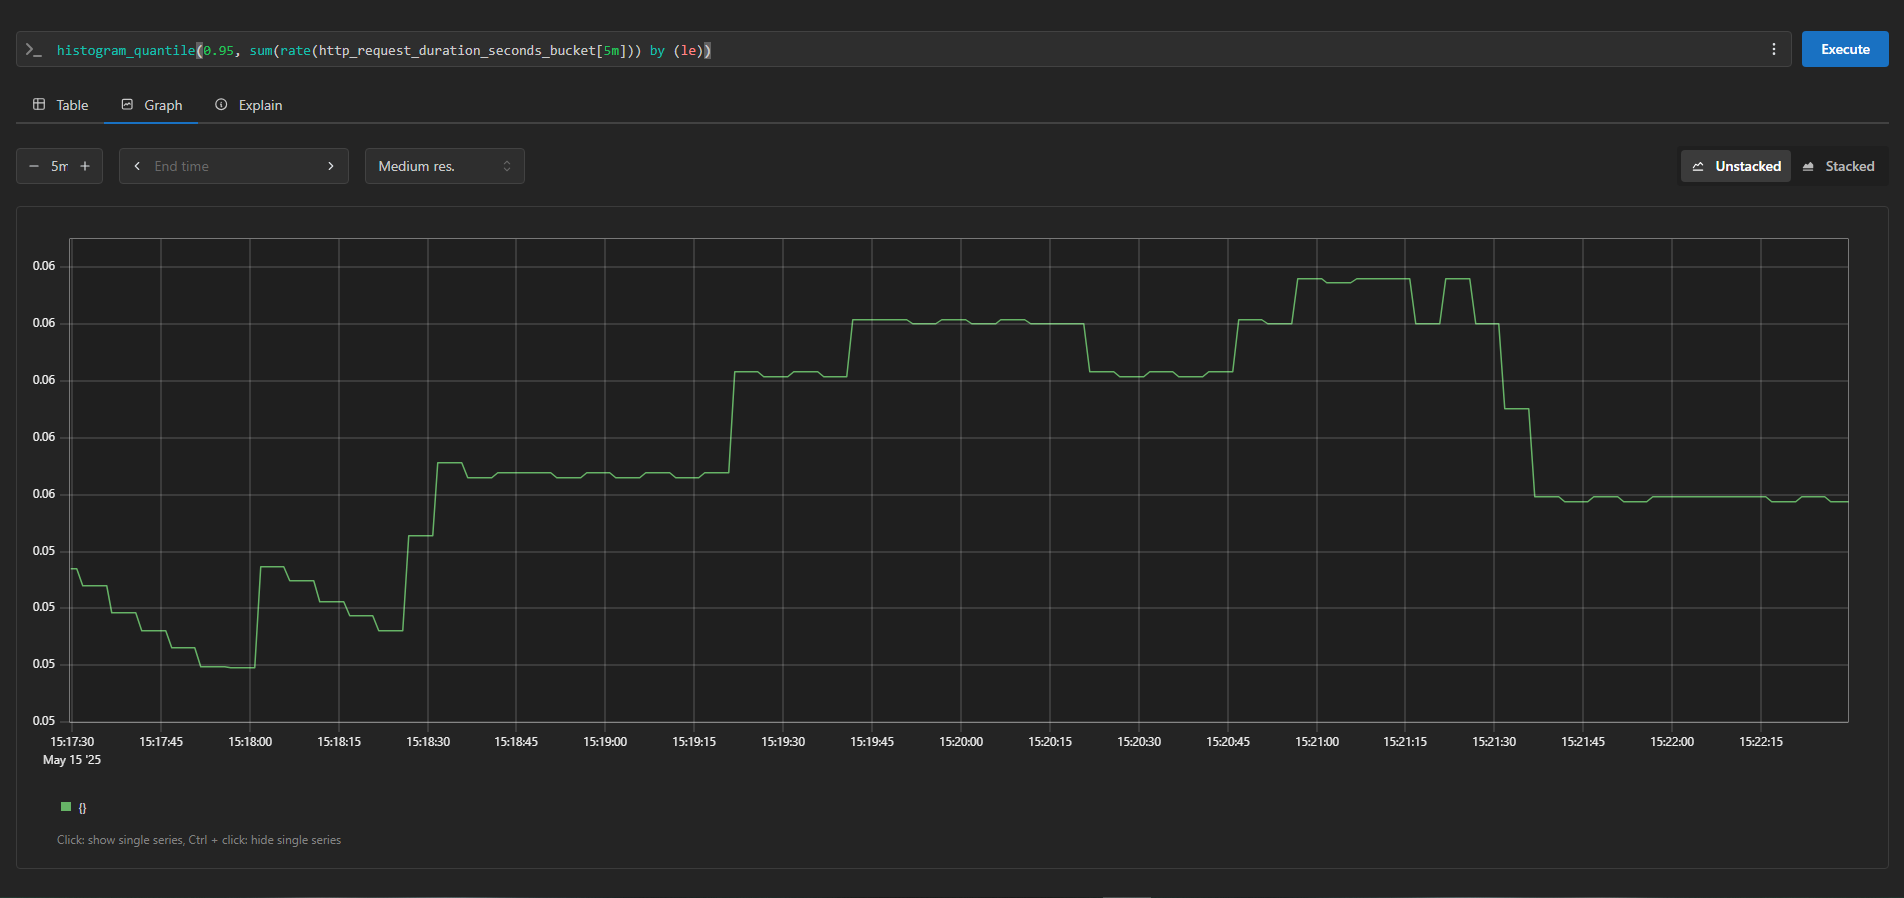 >_ histogram_quantile(0.95, sum(rate(http_request_duration_seconds_bucket[5m])) by (le))
Execute
Table Graph Explain
5m End time Medium res. Unstacked Stacked
0.06
0.06
0.06
0.06
0.06
0.05
0.05
0.05
0.05
15:17:30 15:17:45 15:18:00 15:18:15 15:18:30 15:18:45 15:19:00 15:19:15 15:19:30 15:19:45 15:20:00 15:20:15 15:20:30 15:20:45 15:21:00 15:21:15 15:21:30 15:21:45 15:22:00 15:22:15
May 15 '25
{}
Click: show single series, Ctrl + click: hide single series